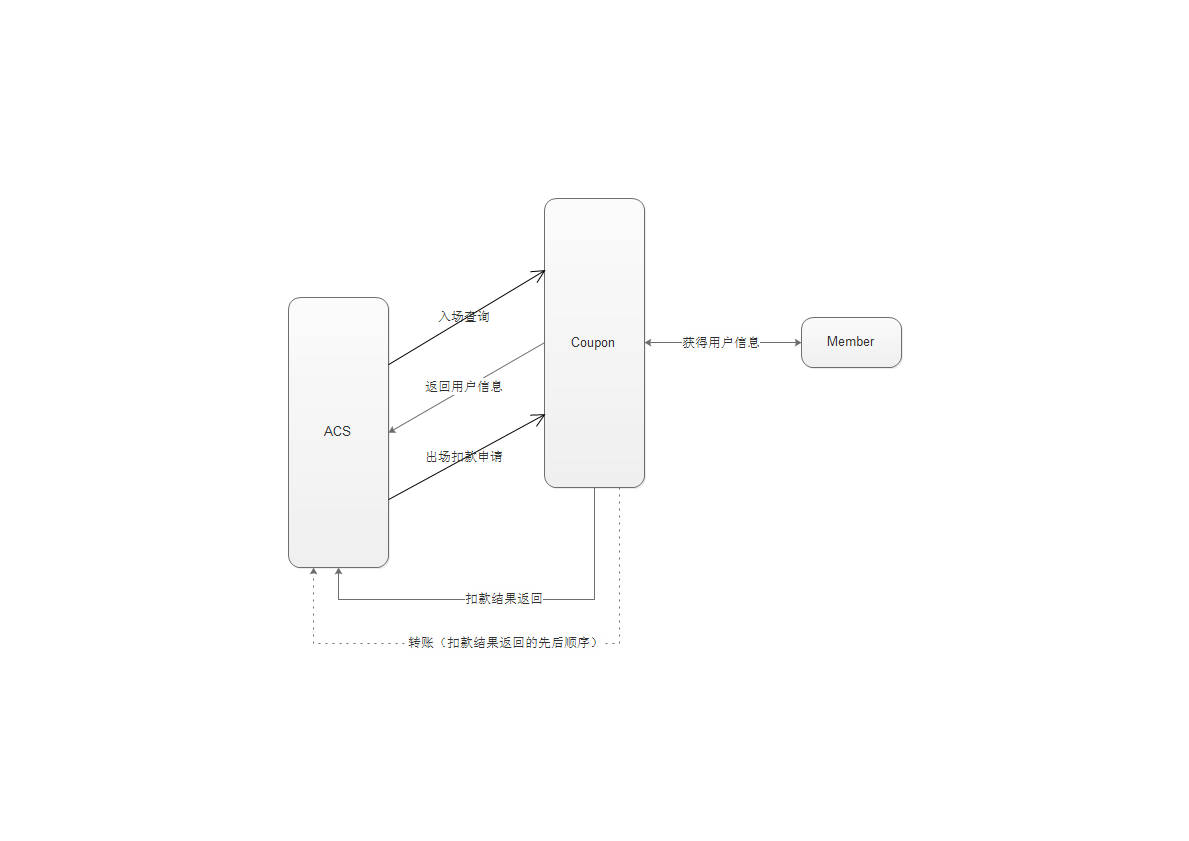 入场查询
Coupon
获得用户信息
Member
返回用户信息
ACS
出场扣款申请
扣款结果返回
转账（扣款结果返回的先后顺序）